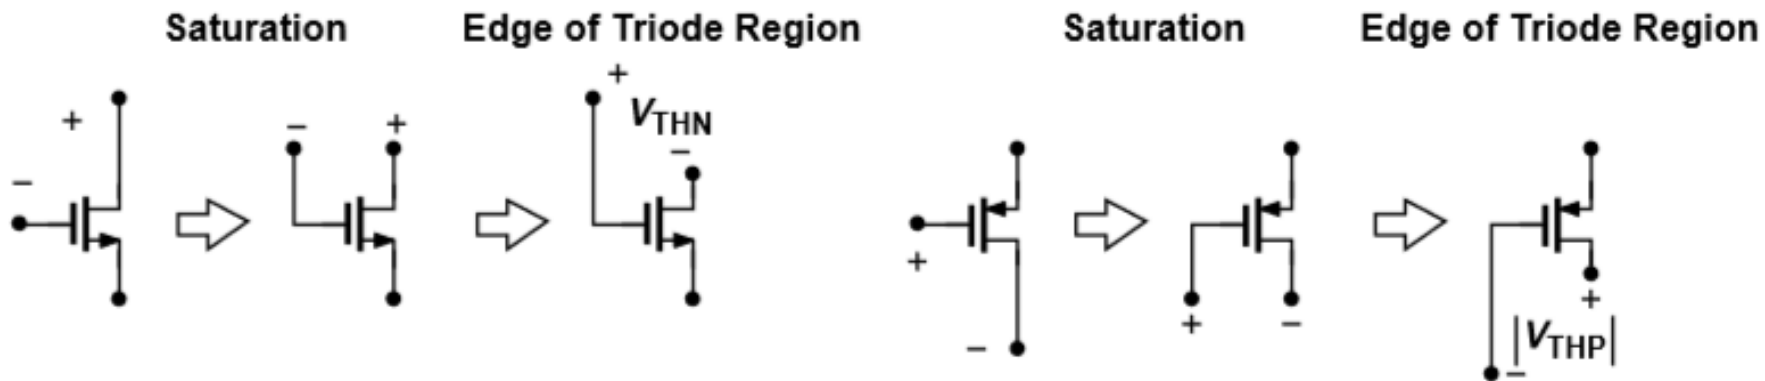 Saturation
Edge of Triode Region
Saturation
Edge of Triode Region
+
+
V_THN
−
+
−
−
+
−
+
−
+
−
|V_THP|